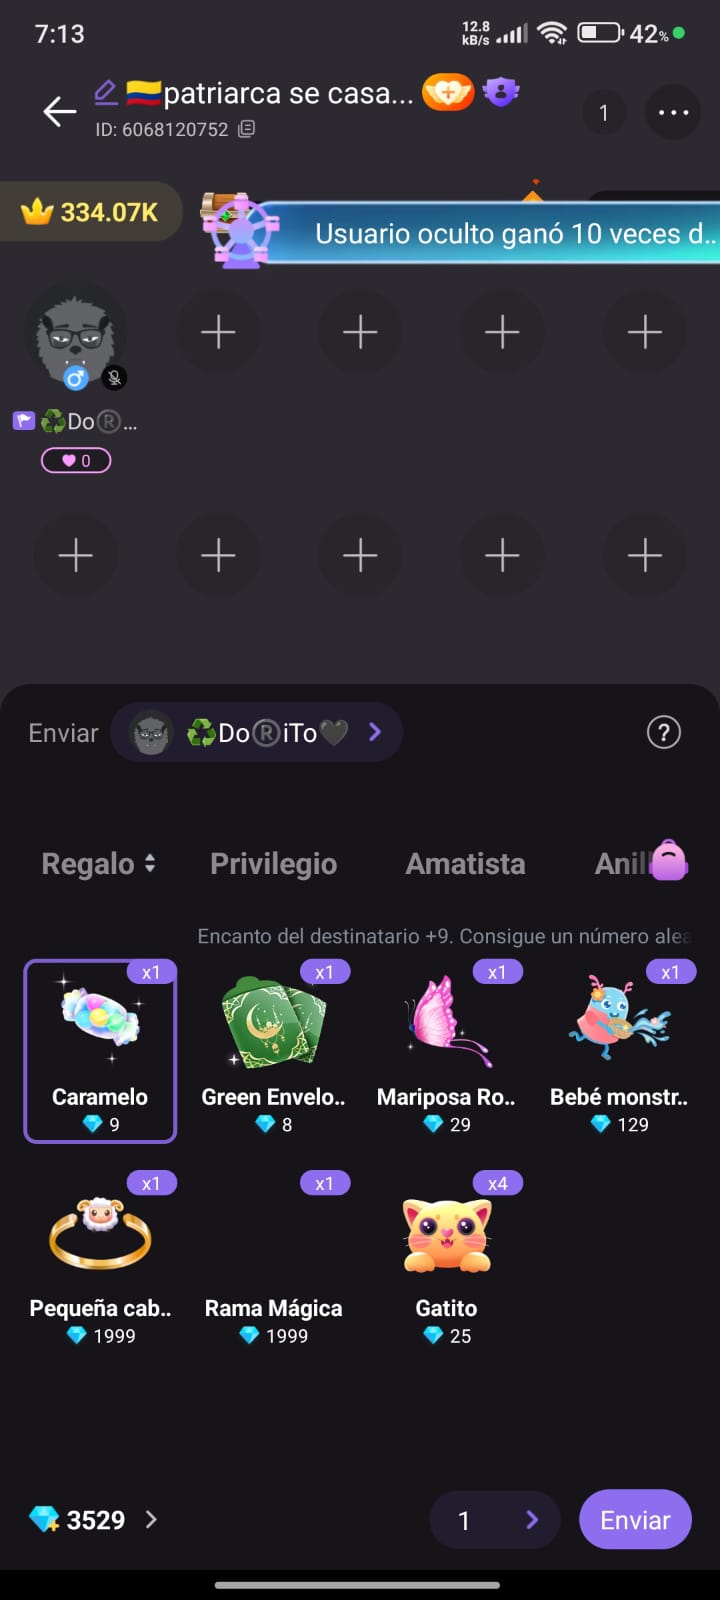 7:13
12.8 kB/s
42%
patriarca se casa...
ID: 6068120752
1
334.07K
Usuario oculto ganó 10 veces d..
Do®...
0
Enviar
Do®iTo
?
Regalo
Privilegio
Amatista
Anill
Encanto del destinatario +9. Consigue un número alea
x1
x1
x1
x1
Caramelo
Green Envelo..
Mariposa Ro..
Bebé monstr..
9
8
29
129
x1
x1
x4
Pequeña cab..
Rama Mágica
Gatito
1999
1999
25
3529
1
Enviar